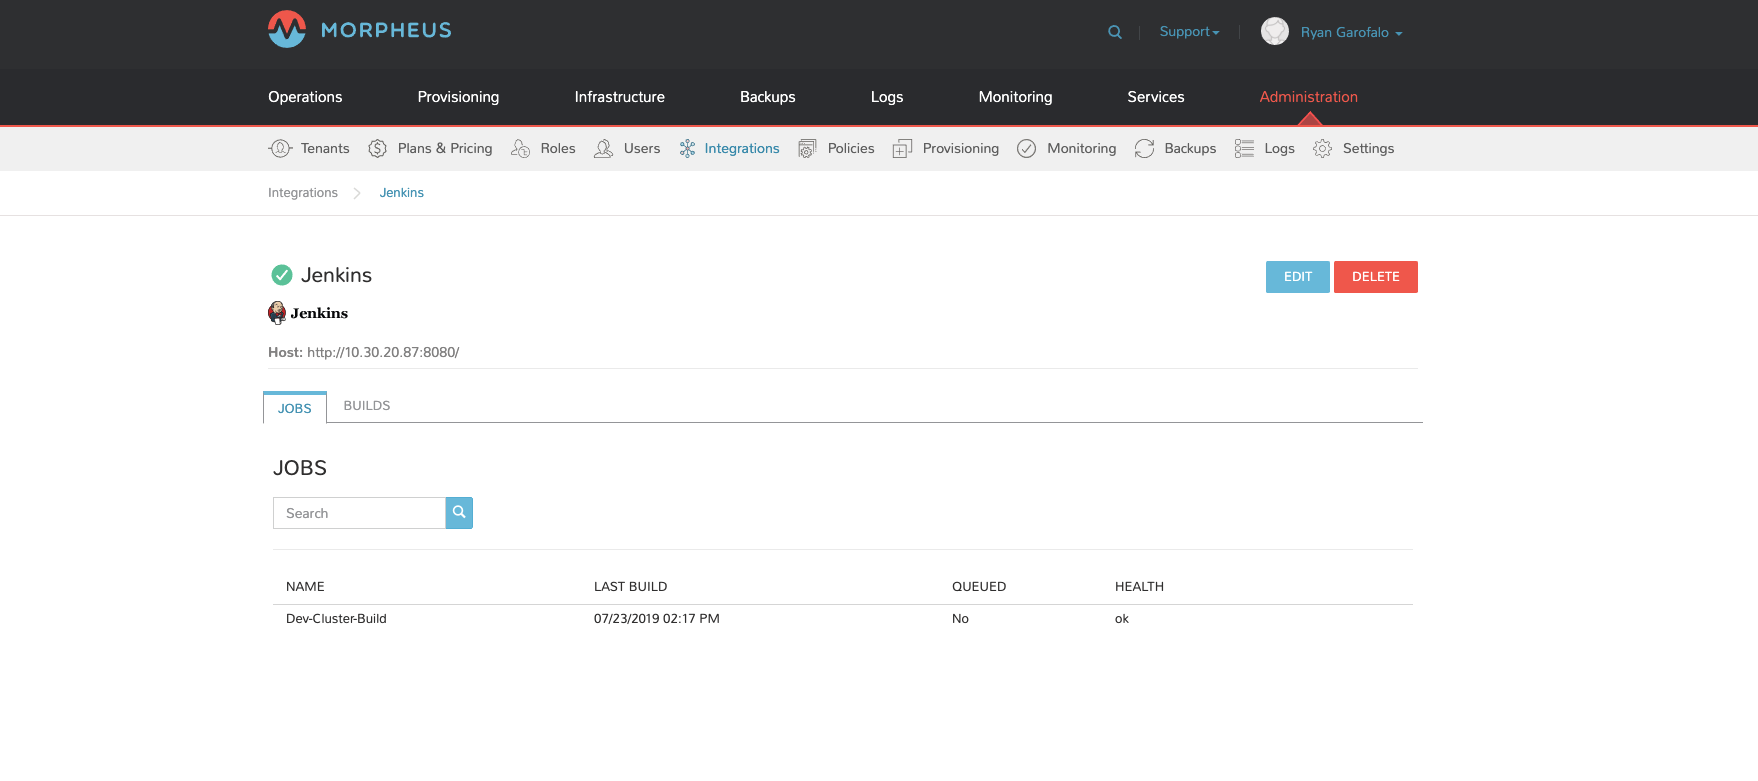 MORPHEUS
Support
Ryan Garofalo
Operations Provisioning Infrastructure Backups Logs Monitoring Services Administration
Tenants Plans & Pricing Roles Users Integrations Policies Provisioning Monitoring Backups Logs Settings
Integrations Jenkins
Jenkins
EDIT DELETE
Jenkins
Host: http://10.30.20.87:8080/
JOBS BUILDS
JOBS
Search
NAME LAST BUILD QUEUED HEALTH
Dev-Cluster-Build 07/23/2019 02:17 PM No ok